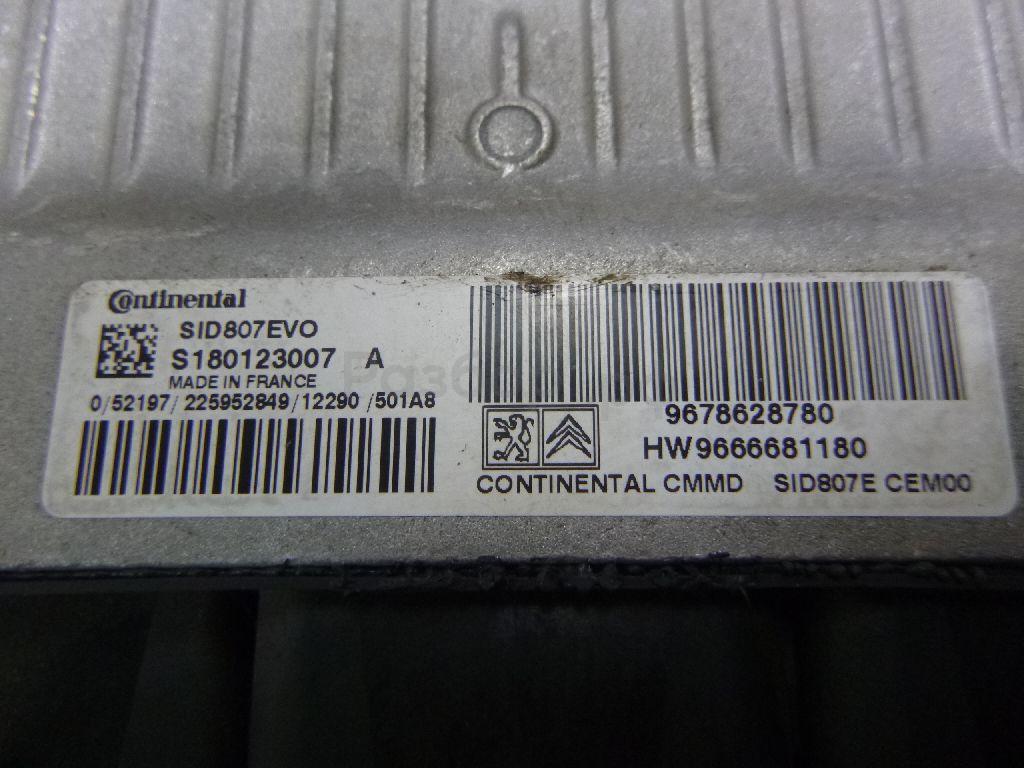 Continental
SID807EVO
S180123007 A
MADE IN FRANCE
0/52197/225952849/12290/501A8
9678628780
HW9666681180
CONTINENTAL CMMD SID807E CEM00